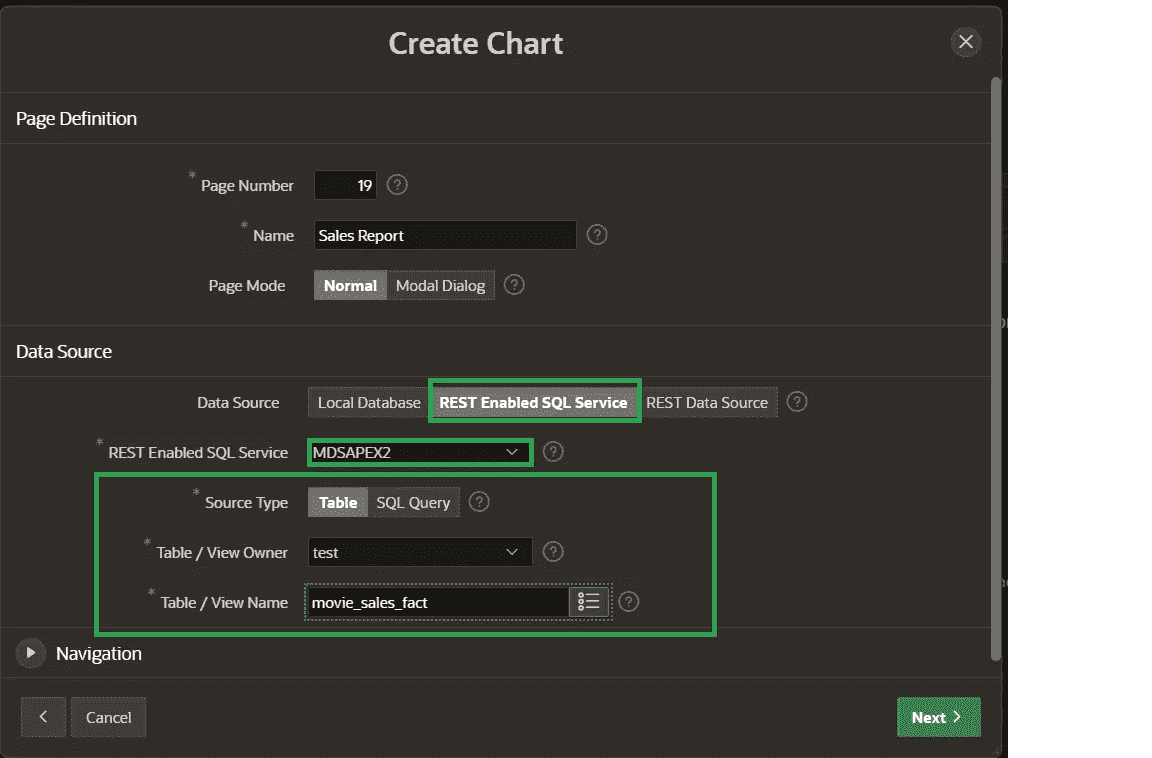 Create Chart
Page Definition
* Page Number 19 ?
* Name Sales Report ?
Page Mode Normal Modal Dialog ?
Data Source
Data Source Local Database REST Enabled SQL Service REST Data Source ?
* REST Enabled SQL Service MDSAPEX2 ?
* Source Type Table SQL Query ?
* Table / View Owner test ?
* Table / View Name movie_sales_fact ?
Navigation
Cancel Next